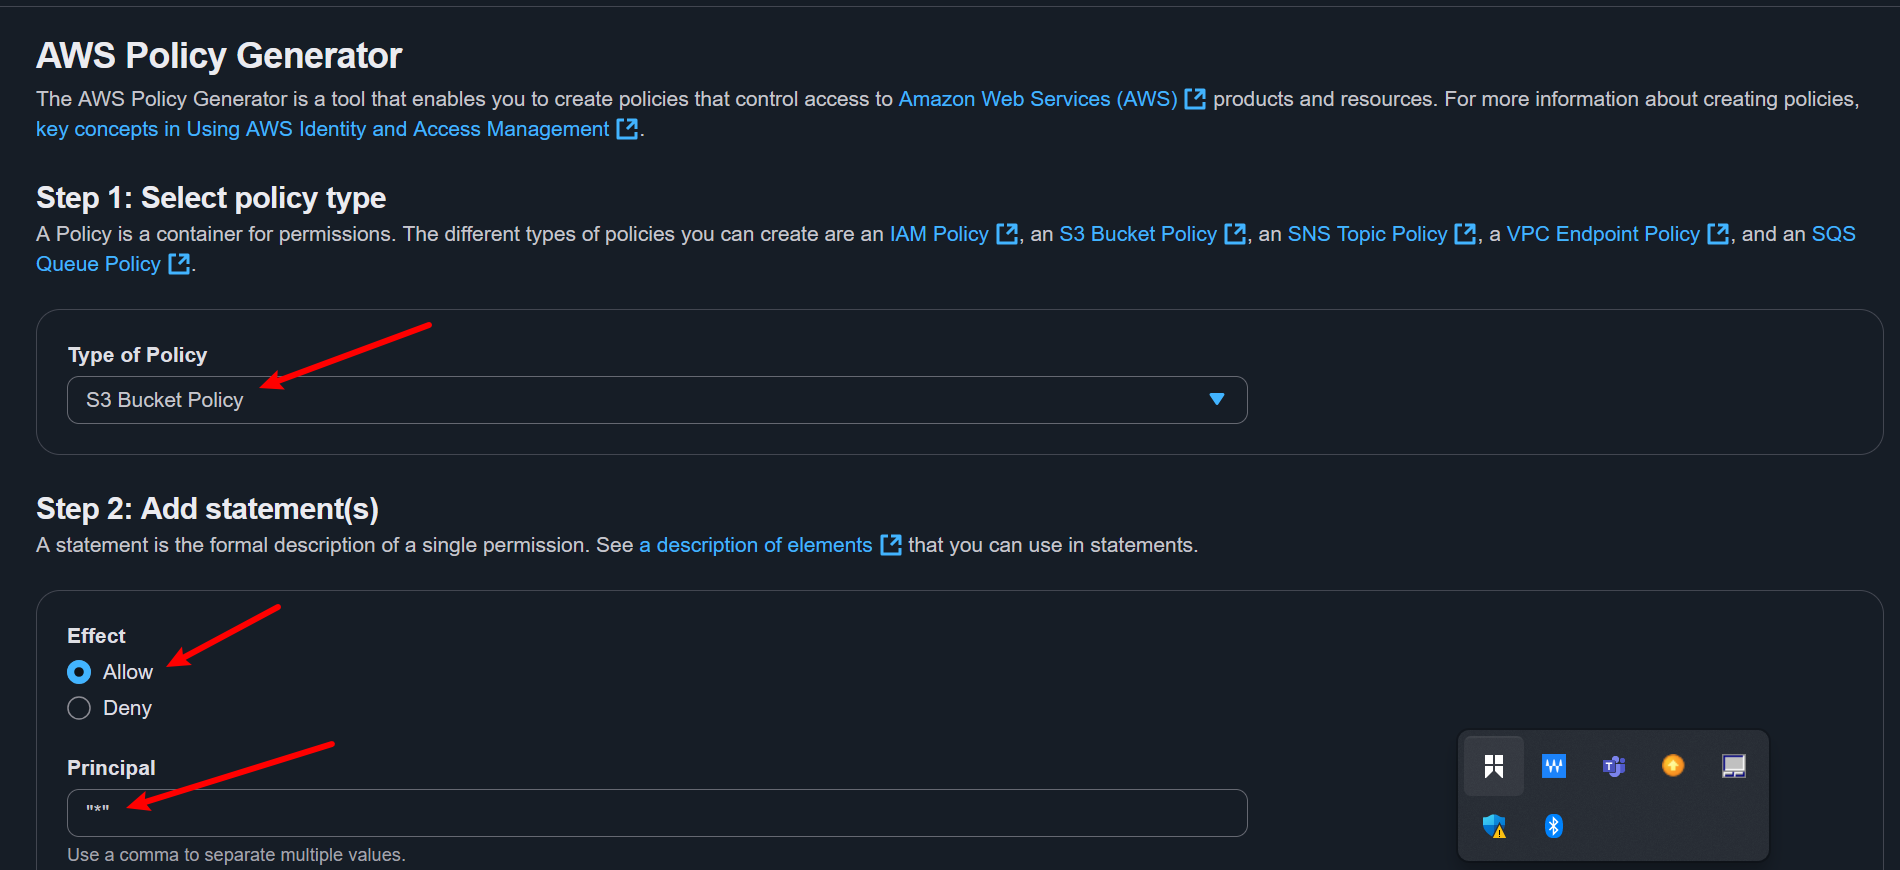 AWS Policy Generator
The AWS Policy Generator is a tool that enables you to create policies that control access to Amazon Web Services (AWS) products and resources. For more information about creating policies,
key concepts in Using AWS Identity and Access Management.
Step 1: Select policy type
A Policy is a container for permissions. The different types of policies you can create are an IAM Policy, an S3 Bucket Policy, an SNS Topic Policy, a VPC Endpoint Policy, and an SQS
Queue Policy.
Type of Policy
S3 Bucket Policy
Step 2: Add statement(s)
A statement is the formal description of a single permission. See a description of elements that you can use in statements.
Effect
Allow
Deny
Principal
"*"
Use a comma to separate multiple values.